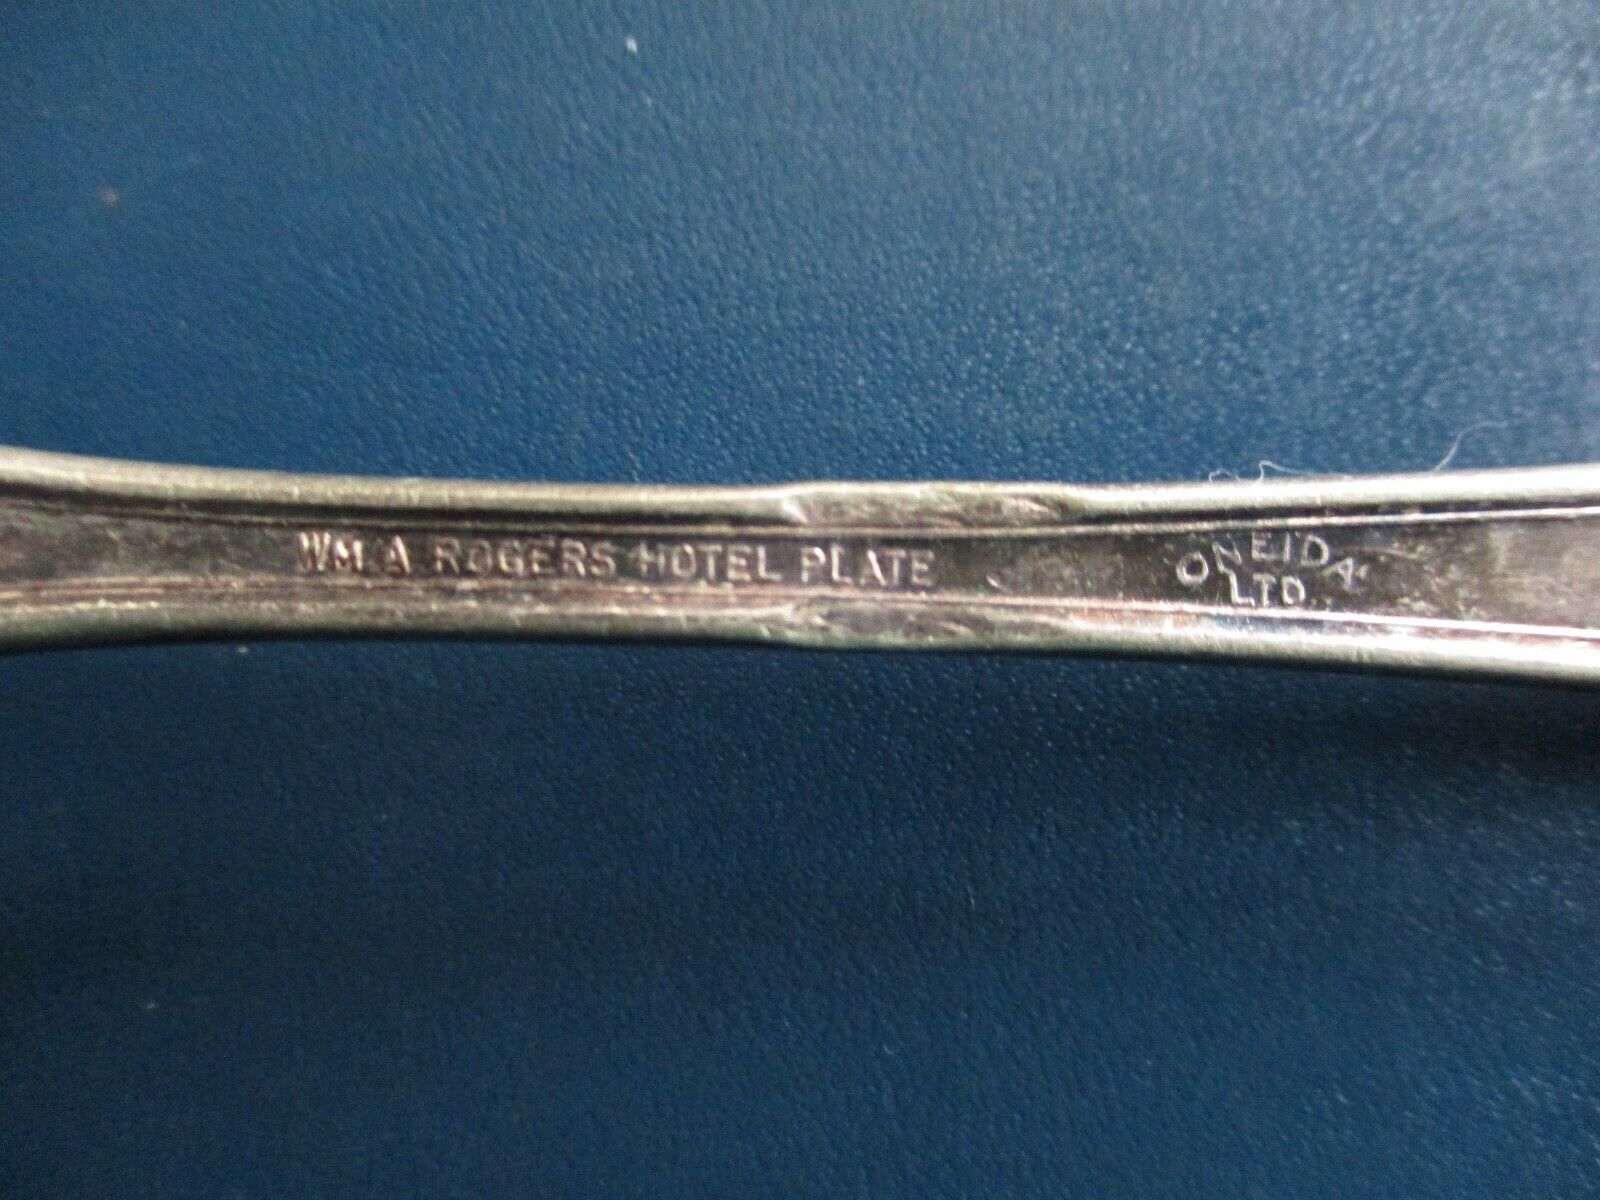 WM. A ROGERS HOTEL PLATE
ONEIDA
LTD.